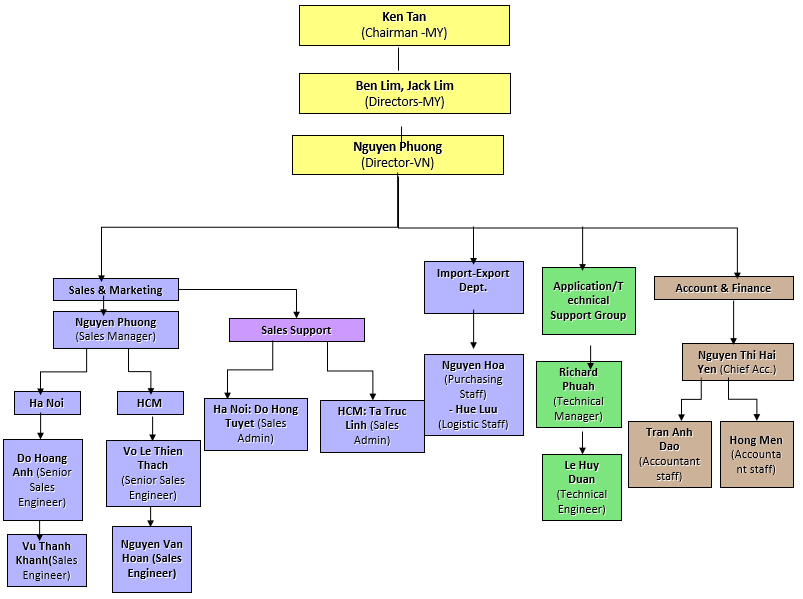 Ken Tan
(Chairman -MY)
Ben Lim, Jack Lim
(Directors-MY)
Nguyen Phuong
(Director-VN)
Sales & Marketing
Nguyen Phuong
(Sales Manager)
Sales Support
Import-Export
Dept.
Application/T
echnical
Support Group
Account & Finance
Ha Noi
HCM
Ha Noi: Do Hong
Tuyet (Sales
Admin)
HCM: Ta Truc
Linh (Sales
Admin)
Nguyen Hoa
(Purchasing
Staff)
- Hue Luu
(Logistic Staff)
Richard
Phuah
(Technical
Manager)
Nguyen Thi Hai
Yen (Chief Acc.)
Do Hoang
Anh (Senior
Sales
Engineer)
Vo Le Thien
Thach
(Senior Sales
Engineer)
Le Huy
Duan
(Technical
Engineer)
Tran Anh
Dao
(Accountant
staff)
Hong Men
(Accounta
nt staff)
Vu Thanh
Khanh(Sales
Engineer)
Nguyen Van
Hoan (Sales
Engineer)